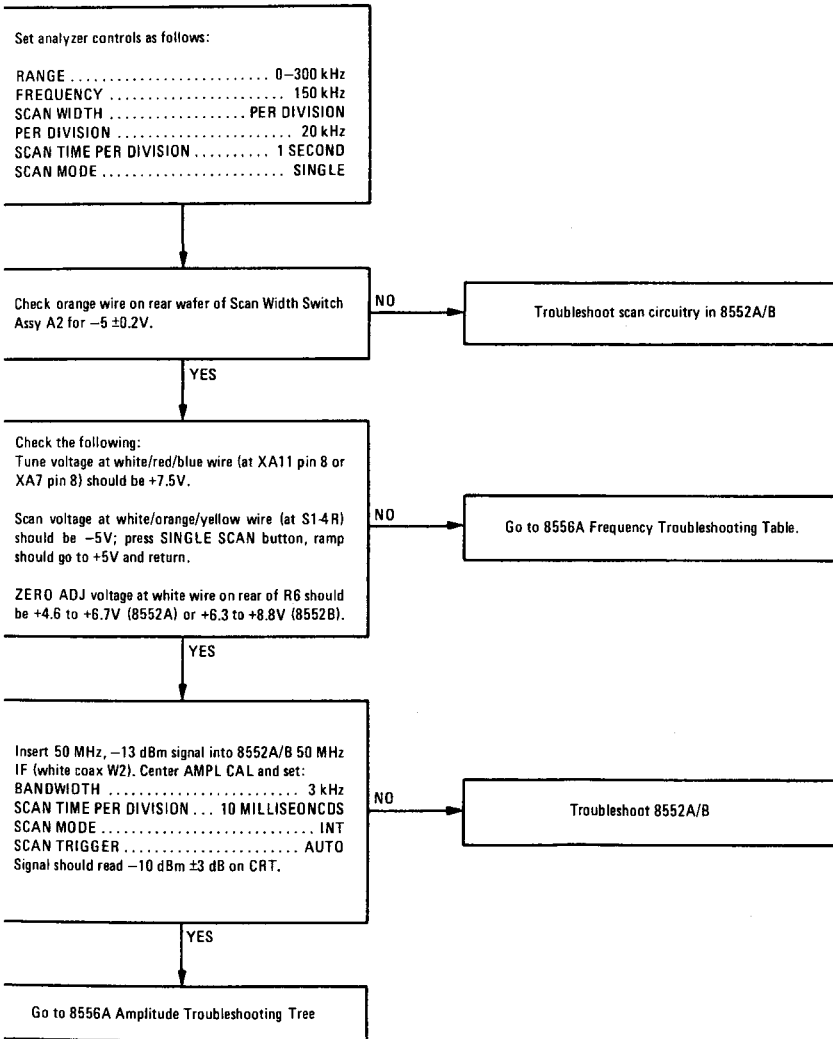 Set analyzer controls as follows:
RANGE ......................... 0–300 kHz
FREQUENCY ...................... 150 kHz
SCAN WIDTH .................. PER DIVISION
PER DIVISION ...................... 20 kHz
SCAN TIME PER DIVISION .......... 1 SECOND
SCAN MODE ....................... SINGLE
Check orange wire on rear wafer of Scan Width Switch
Assy A2 for –5 ±0.2V.
NO
Troubleshoot scan circuitry in 8552A/B
YES
Check the following:
Tune voltage at white/red/blue wire (at XA11 pin 8 or
XA7 pin 8) should be +7.5V.
Scan voltage at white/orange/yellow wire (at S1-4R)
should be –5V; press SINGLE SCAN button, ramp
should go to +5V and return.
ZERO ADJ voltage at white wire on rear of R6 should
be +4.6 to +6.7V (8552A) or +6.3 to +8.8V (8552B).
NO
Go to 8556A Frequency Troubleshooting Table.
YES
Insert 50 MHz, –13 dBm signal into 8552A/B 50 MHz
IF (white coax W2). Center AMPL CAL and set:
BANDWIDTH ........................ 3 kHz
SCAN TIME PER DIVISION ... 10 MILLISEONCDS
SCAN MODE ........................... INT
SCAN TRIGGER ...................... AUTO
Signal should read –10 dBm ±3 dB on CRT.
NO
Troubleshoot 8552A/B
YES
Go to 8556A Amplitude Troubleshooting Tree